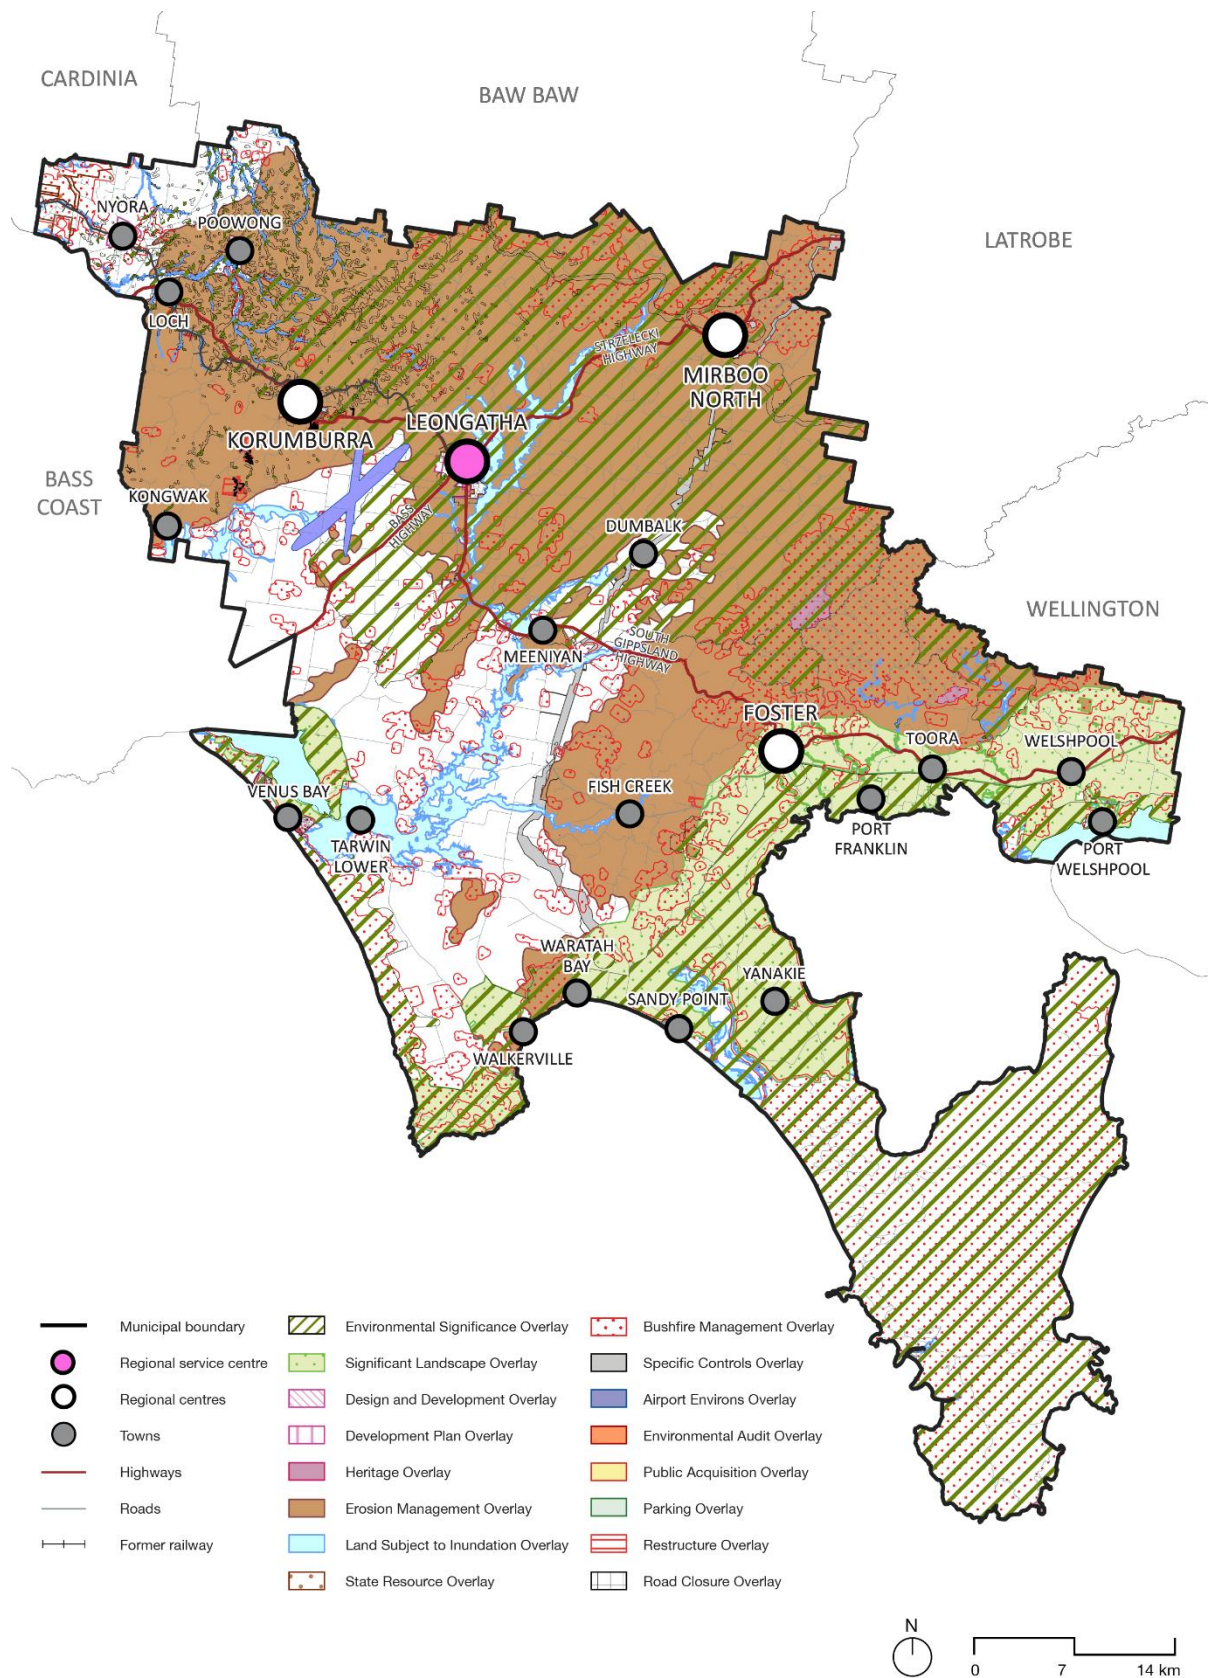 CARDINIA
BAW BAW
LATROBE
NYORA
POOWONG
LOCH
STRZELECKI
HIGHWAY
MIRBOO
NORTH
LEONGATHA
KORUMBURRA
BASS
COAST
KONGWAK
BASS
HIGHWAY
DUMBALK
WELLINGTON
MEENIYAN
SOUTH
GIPPSLAND
HIGHWAY
FOSTER
TOORA
WELSHPOOL
VENUS BAY
FISH CREEK
TARWIN
LOWER
PORT
FRANKLIN
PORT
WELSHPOOL
WARATAH
BAY
YANAKIE
SANDY POINT
WALKERVILLE
Municipal boundary
Regional service centre
Regional centres
Towns
Highways
Roads
Former railway
Environmental Significance Overlay
Significant Landscape Overlay
Design and Development Overlay
Development Plan Overlay
Heritage Overlay
Erosion Management Overlay
Land Subject to Inundation Overlay
State Resource Overlay
Bushfire Management Overlay
Specific Controls Overlay
Airport Environs Overlay
Environmental Audit Overlay
Public Acquisition Overlay
Parking Overlay
Restructure Overlay
Road Closure Overlay
N
0 7 14 km